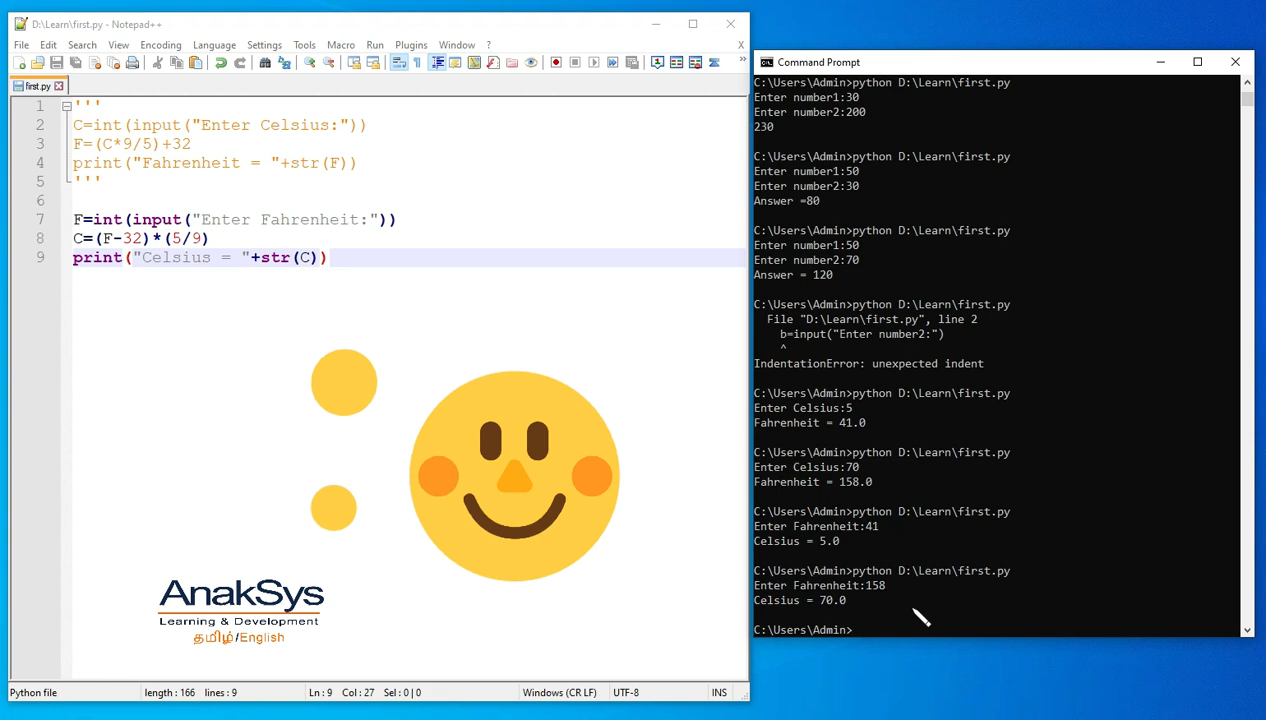 D:\Learn\first.py - Notepad++
File Edit Search View Encoding Language Settings Tools Macro Run Plugins Window ? X
first.py
1 '''
2 C=int(input("Enter Celsius:"))
3 F=(C*9/5)+32
4 print("Fahrenheit = "+str(F))
5 '''
6
7 F=int(input("Enter Fahrenheit:"))
8 C=(F-32)*(5/9)
9 print("Celsius = "+str(C))
AnakSys
Learning & Development
தமிழ்/English
Python file length : 166 lines : 9 Ln : 9 Col : 27 Sel : 0 | 0 Windows (CR LF) UTF-8 INS
Command Prompt
C:\Users\Admin>python D:\Learn\first.py
Enter number1:30
Enter number2:200
230
C:\Users\Admin>python D:\Learn\first.py
Enter number1:50
Enter number2:30
Answer =80
C:\Users\Admin>python D:\Learn\first.py
Enter number1:50
Enter number2:70
Answer = 120
C:\Users\Admin>python D:\Learn\first.py
File "D:\Learn\first.py", line 2
b=input("Enter number2:")
^
IndentationError: unexpected indent
C:\Users\Admin>python D:\Learn\first.py
Enter Celsius:5
Fahrenheit = 41.0
C:\Users\Admin>python D:\Learn\first.py
Enter Celsius:70
Fahrenheit = 158.0
C:\Users\Admin>python D:\Learn\first.py
Enter Fahrenheit:41
Celsius = 5.0
C:\Users\Admin>python D:\Learn\first.py
Enter Fahrenheit:158
Celsius = 70.0
C:\Users\Admin>